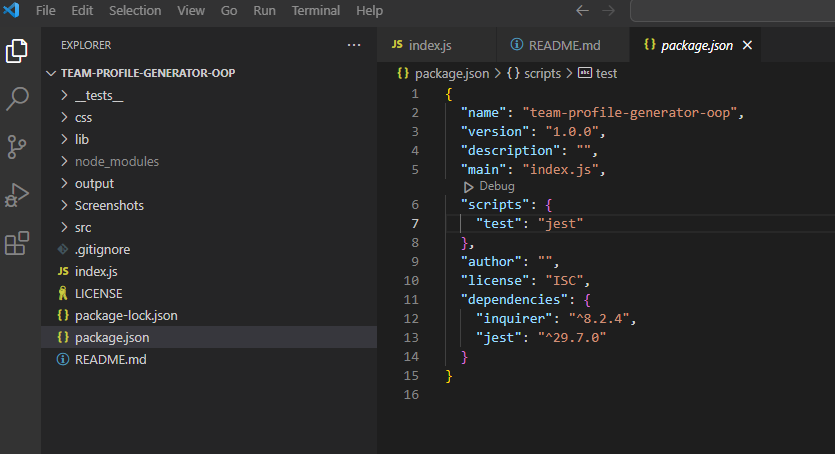 File Edit Selection View Go Run Terminal Help
EXPLORER
TEAM-PROFILE-GENERATOR-OOP
__tests__
css
lib
node_modules
output
Screenshots
src
.gitignore
JS index.js
LICENSE
{} package-lock.json
{} package.json
README.md
JS index.js
README.md
{} package.json
{} package.json > {} scripts > abc test
1 {
2 "name": "team-profile-generator-oop",
3 "version": "1.0.0",
4 "description": "",
5 "main": "index.js",
Debug
6 "scripts": {
7 "test": "jest"
8 },
9 "author": "",
10 "license": "ISC",
11 "dependencies": {
12 "inquirer": "^8.2.4",
13 "jest": "^29.7.0"
14 }
15 }
16